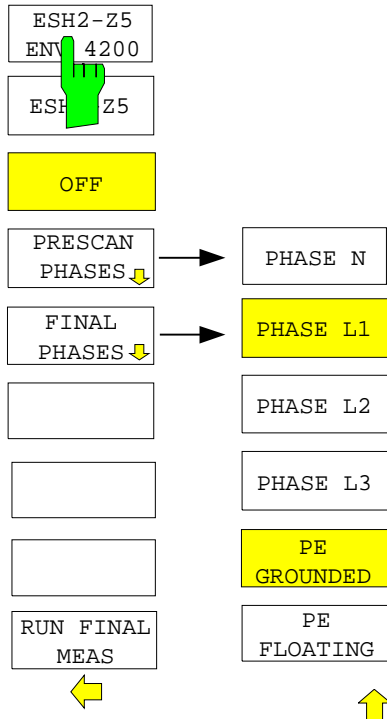 ESH2-Z5
4200
OFF
PRESCAN
PHASES
FINAL
PHASES
RUN FINAL
MEAS
PHASE N
PHASE L1
PHASE L2
PHASE L3
PE
GROUNDED
PE
FLOATING